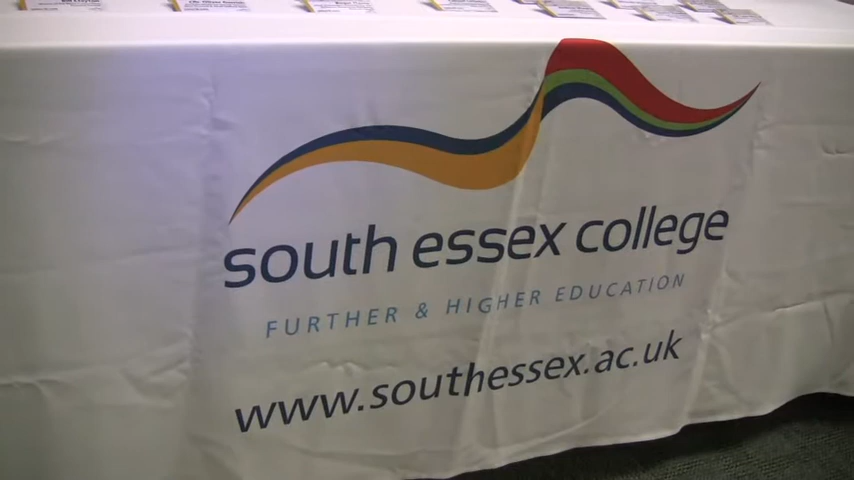 south essex college
FURTHER & HIGHER EDUCATION
www.southessex.ac.uk